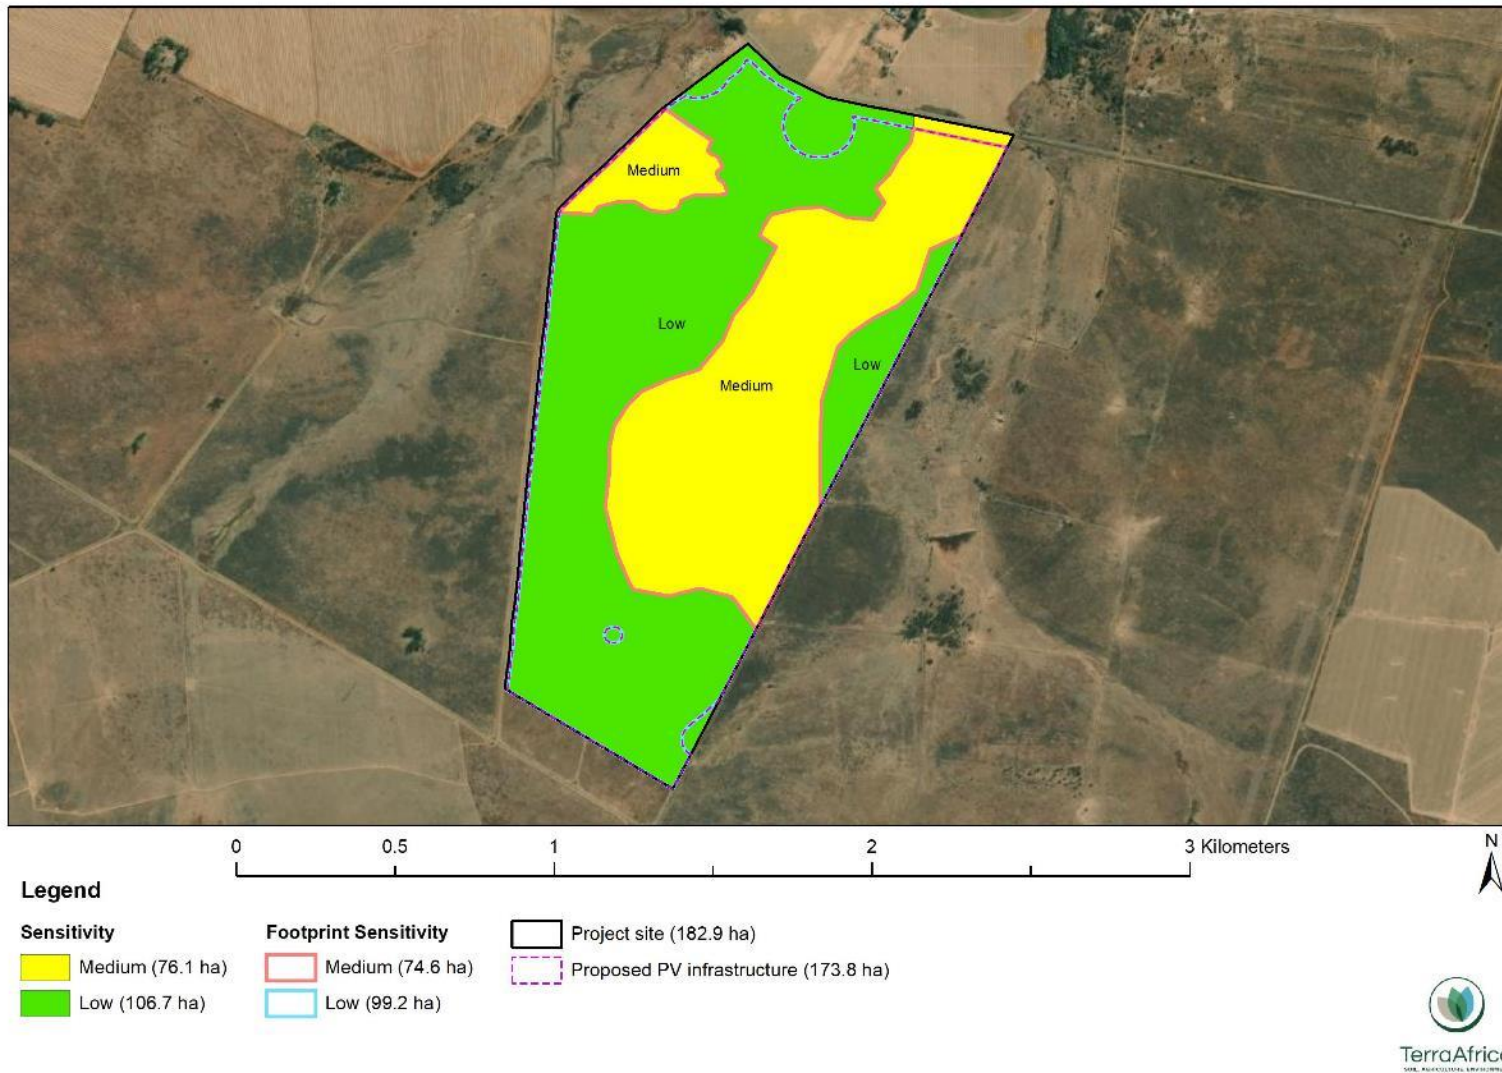 Medium
Low
Low
Medium
0 0.5 1 2 3 Kilometers
N
Legend
Sensitivity
Medium (76.1 ha)
Low (106.7 ha)
Footprint Sensitivity
Medium (74.6 ha)
Low (99.2 ha)
Project site (182.9 ha)
Proposed PV infrastructure (173.8 ha)
TerraAfric